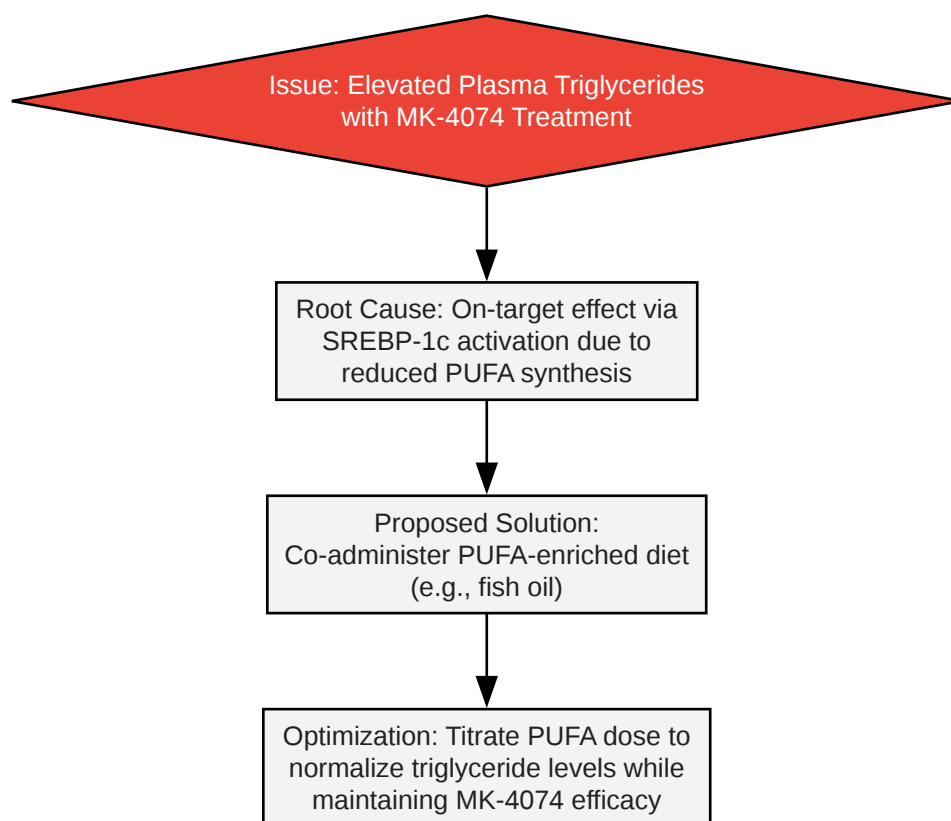 Issue: Elevated Plasma Triglycerides
with MK-4074 Treatment
Root Cause: On-target effect via
SREBP-1c activation due to
reduced PUFA synthesis
Proposed Solution:
Co-administer PUFA-enriched diet
(e.g., fish oil)
Optimization: Titrate PUFA dose to
normalize triglyceride levels while
maintaining MK-4074 efficacy